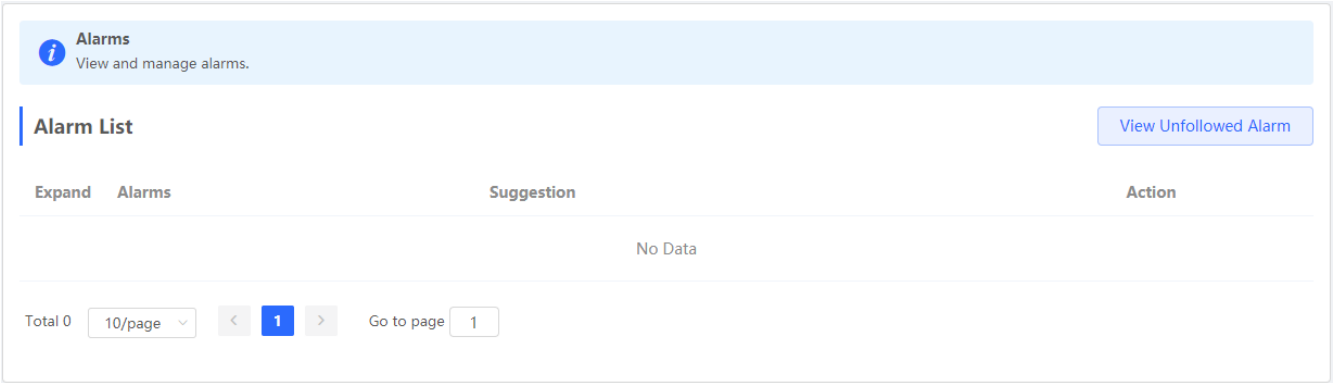 Alarms
View and manage alarms.
Alarm List
View Unfollowed Alarm
Expand Alarms Suggestion Action
No Data
Total 0 10/page < 1 > Go to page 1